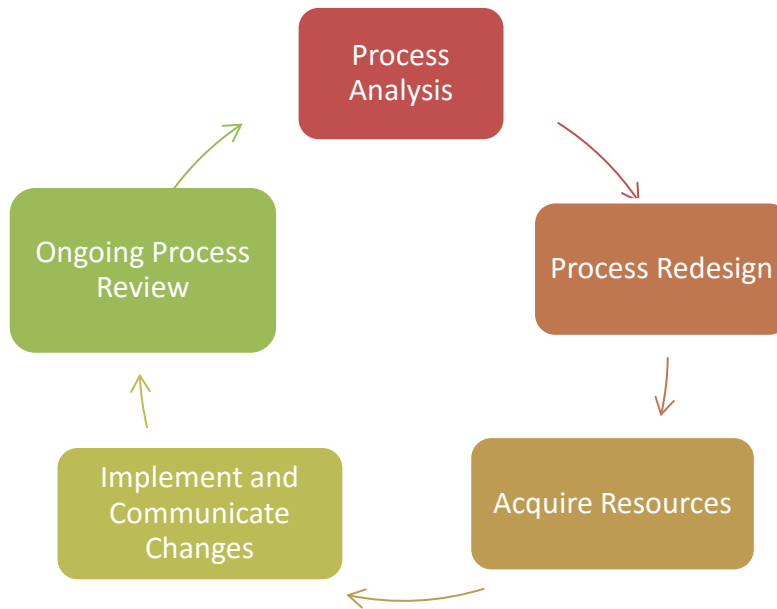 Process
Analysis
Process Redesign
Acquire Resources
Implement and
Communicate
Changes
Ongoing Process
Review